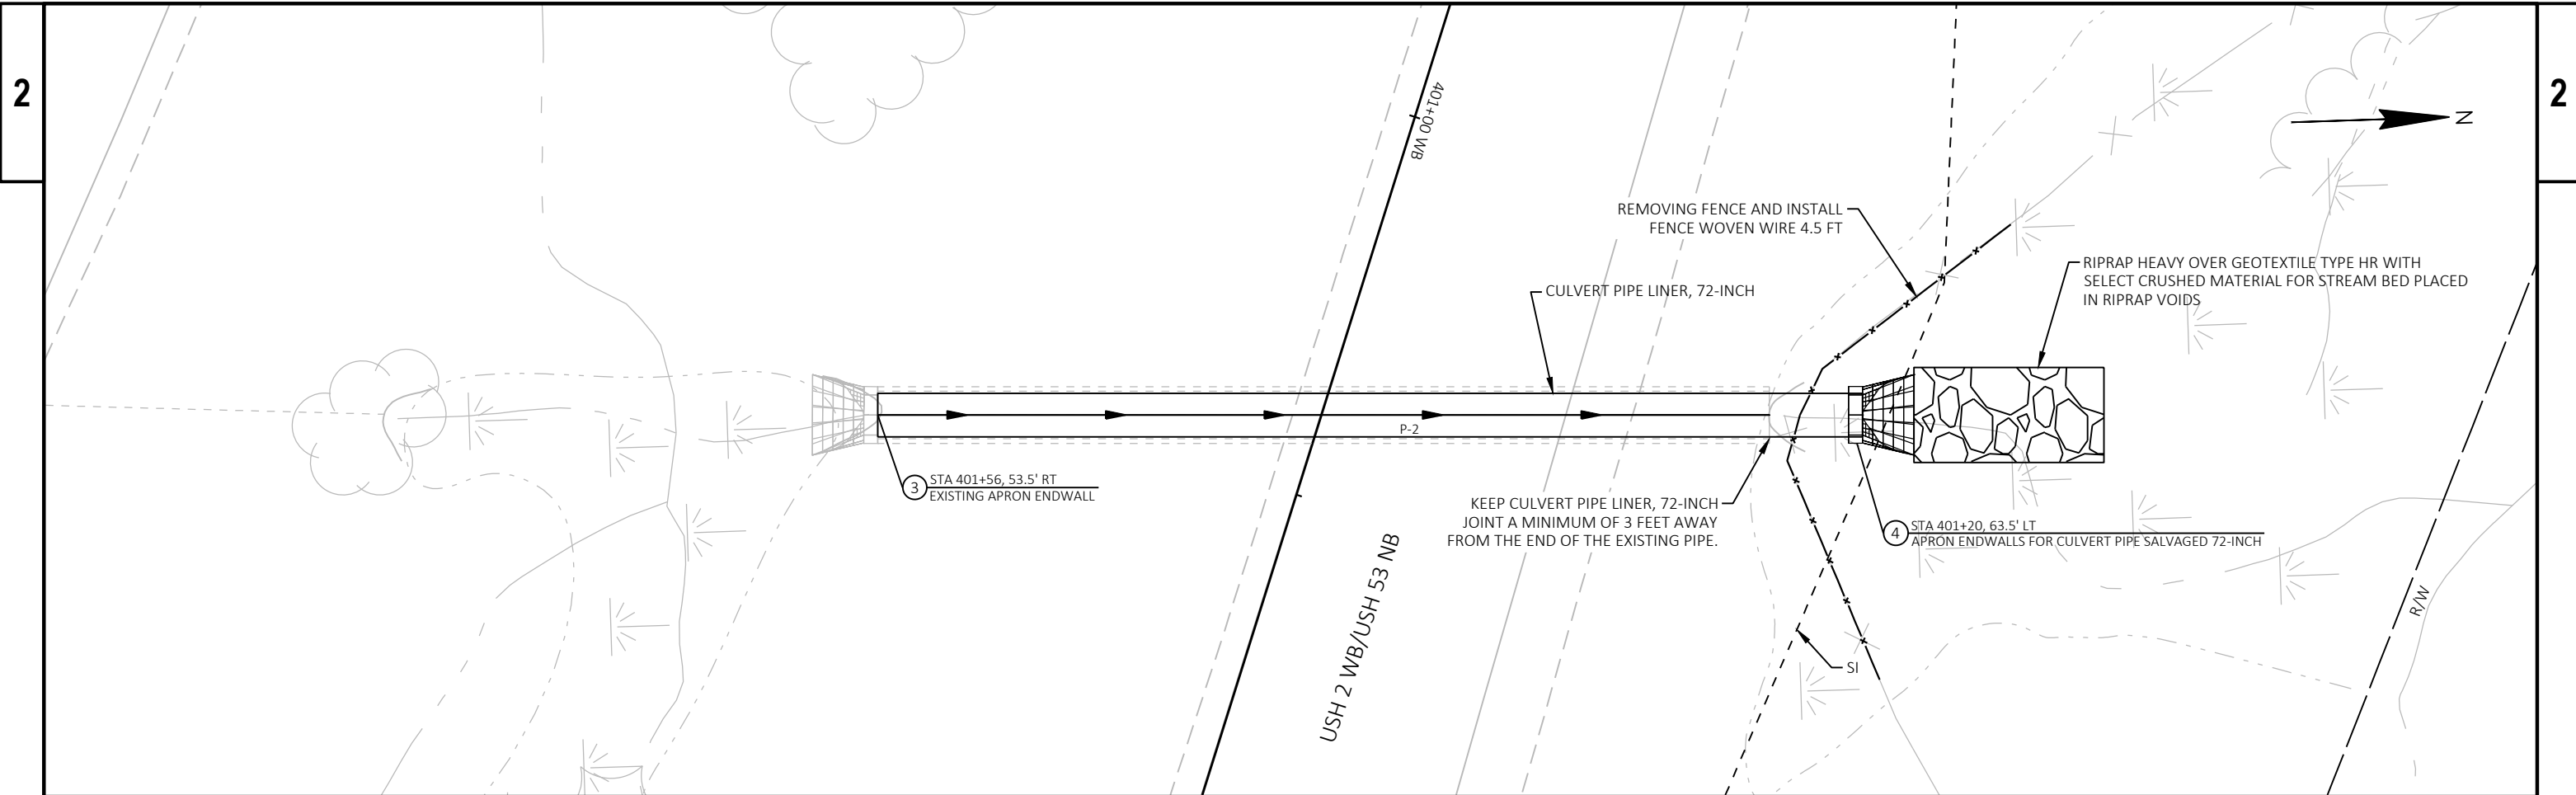 2
2
401+00 WB
N
REMOVING FENCE AND INSTALL
FENCE WOVEN WIRE 4.5 FT
RIPRAP HEAVY OVER GEOTEXTILE TYPE HR WITH
SELECT CRUSHED MATERIAL FOR STREAM BED PLACED
IN RIPRAP VOIDS
CULVERT PIPE LINER, 72-INCH
P-2
3 STA 401+56, 53.5' RT
EXISTING APRON ENDWALL
KEEP CULVERT PIPE LINER, 72-INCH
JOINT A MINIMUM OF 3 FEET AWAY
FROM THE END OF THE EXISTING PIPE.
4 STA 401+20, 63.5' LT
APRON ENDWALLS FOR CULVERT PIPE SALVAGED 72-INCH
USH 2 WB/USH 53 NB
SI
R/W